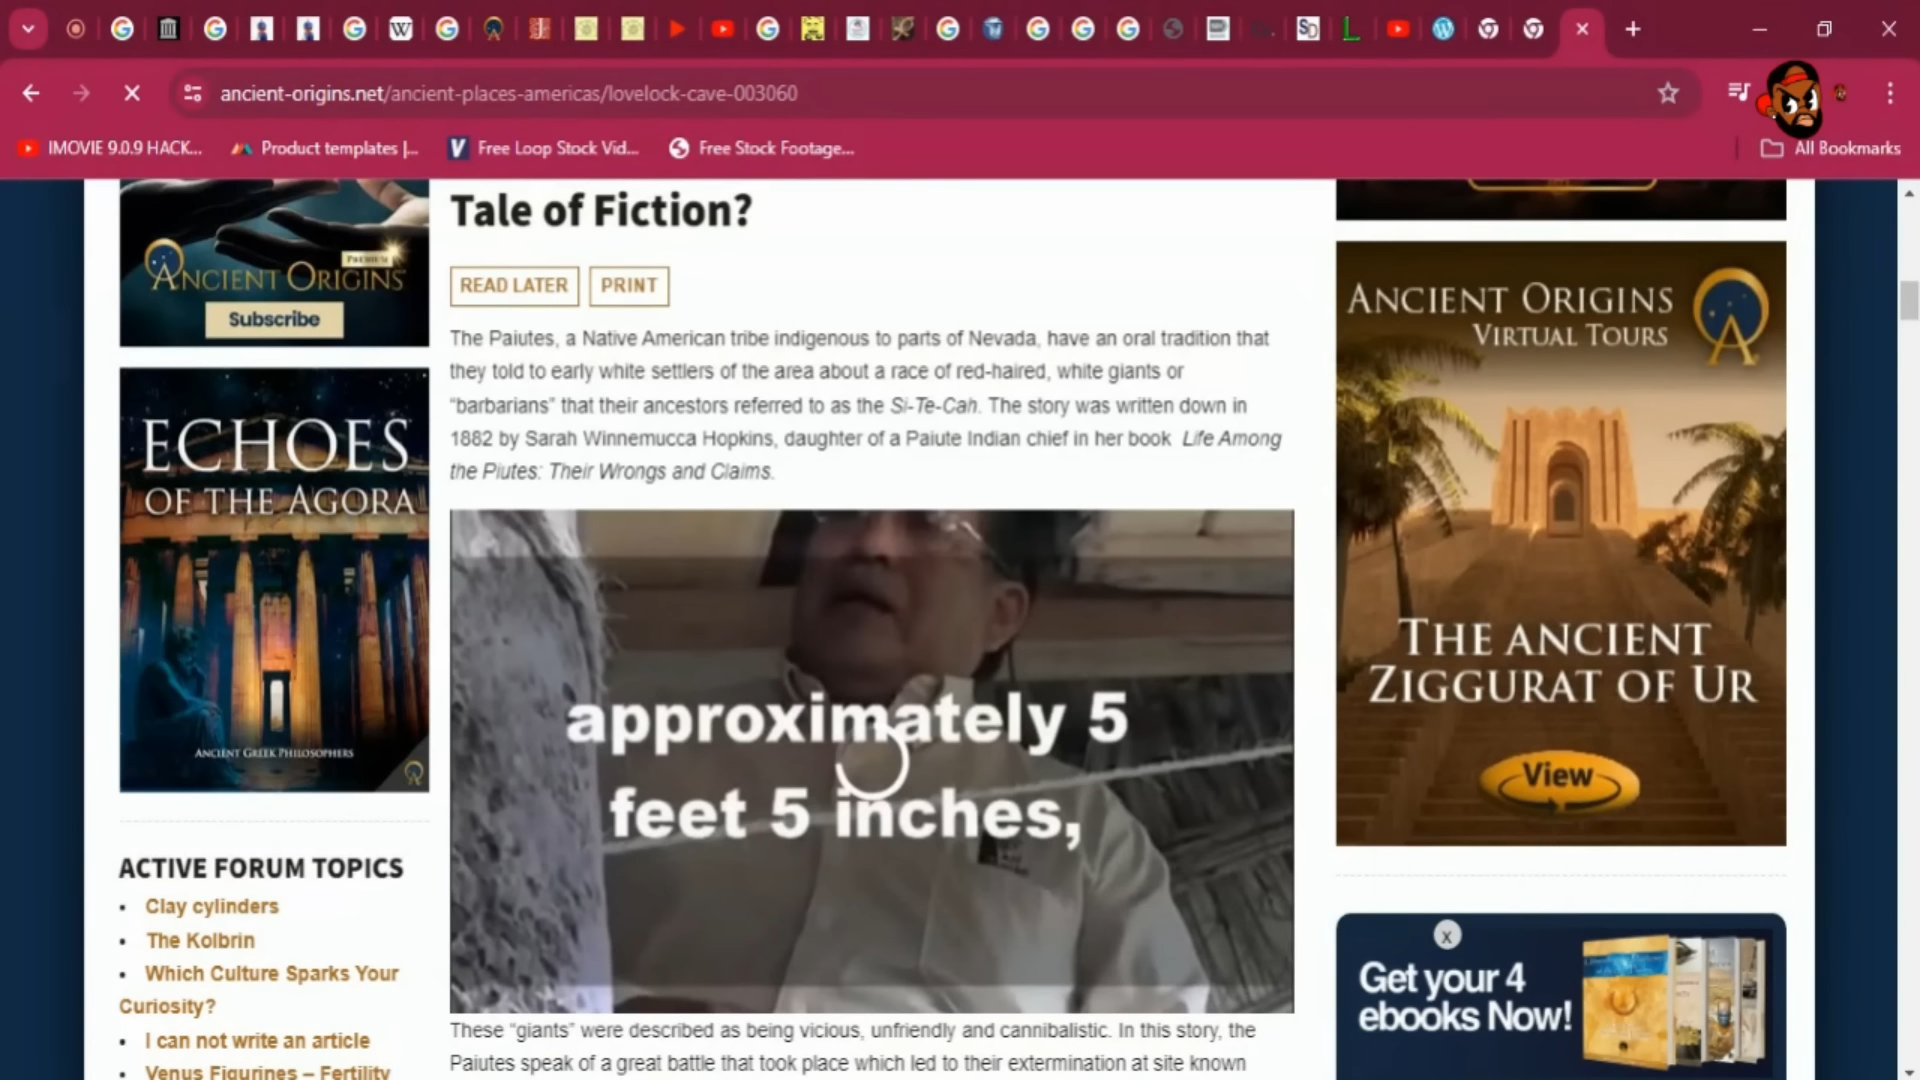 ancient-origins.net/ancient-places-americas/lovelock-cave-003060
IMOVIE 9.0.9 HACK...
Product templates |...
Free Loop Stock Vid...
Free Stock Footage...
All Bookmarks
PREMIUM
ANCIENT ORIGINS
Subscribe
ECHOES
OF THE AGORA
ANCIENT GREEK PHILOSOPHERS
ACTIVE FORUM TOPICS
• Clay cylinders
• The Kolbrin
• Which Culture Sparks Your
Curiosity?
• I can not write an article
• Venus Figurines – Fertility
Tale of Fiction?
READ LATER
PRINT
The Paiutes, a Native American tribe indigenous to parts of Nevada, have an oral tradition that
they told to early white settlers of the area about a race of red-haired, white giants or
“barbarians” that their ancestors referred to as the Si-Te-Cah. The story was written down in
1882 by Sarah Winnemucca Hopkins, daughter of a Paiute Indian chief in her book Life Among
the Piutes: Their Wrongs and Claims.
approximately 5
feet 5 inches,
These “giants” were described as being vicious, unfriendly and cannibalistic. In this story, the
Paiutes speak of a great battle that took place which led to their extermination at site known
ANCIENT ORIGINS
VIRTUAL TOURS
THE ANCIENT
ZIGGURAT OF UR
View
x
Get your 4
ebooks Now!